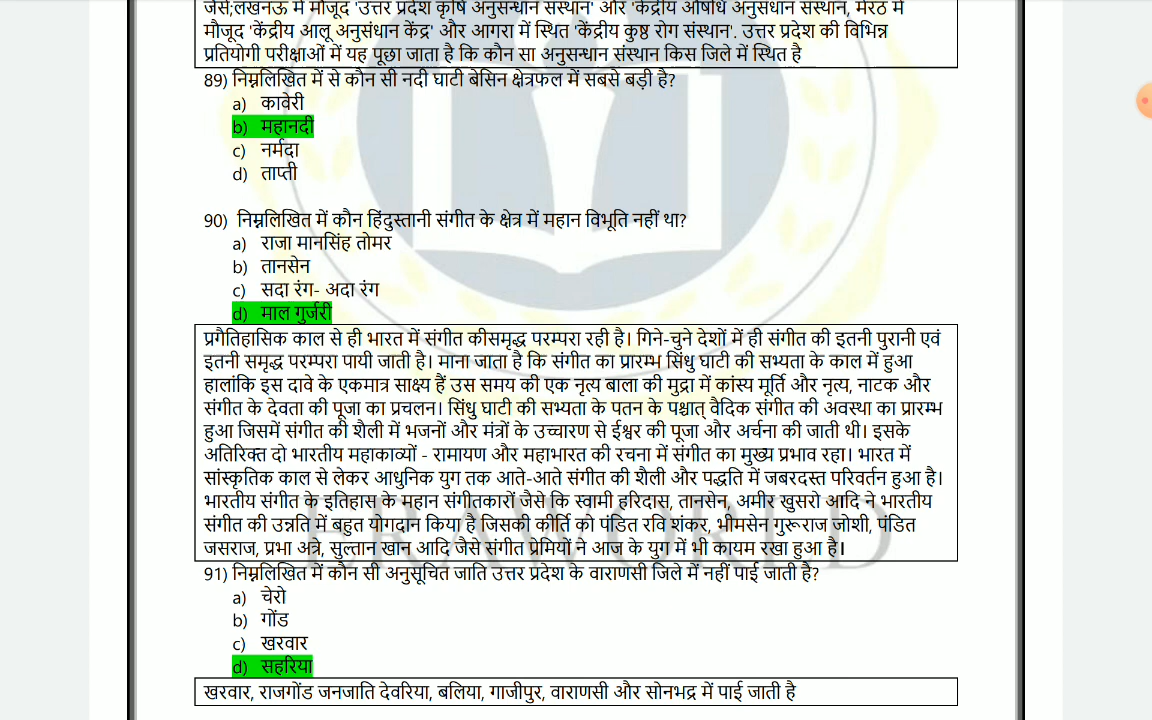 जैसे,लखनऊ में मौजूद 'उत्तर प्रदेश कृषि अनुसन्धान संस्थान' और 'केंद्रीय औषधि अनुसंधान संस्थान, मेरठ में
मौजूद 'केंद्रीय आलू अनुसंधान केंद्र' और आगरा में स्थित 'केंद्रीय कुष्ठ रोग संस्थान'. उत्तर प्रदेश की विभिन्न
प्रतियोगी परीक्षाओं में यह पूछा जाता है कि कौन सा अनुसन्धान संस्थान किस जिले में स्थित है
89) निम्नलिखित में से कौन सी नदी घाटी बेसिन क्षेत्रफल में सबसे बड़ी है?
a) कावेरी
b) महानदी
c) नर्मदा
d) ताप्ती
90) निम्नलिखित में कौन हिंदुस्तानी संगीत के क्षेत्र में महान विभूति नहीं था?
a) राजा मानसिंह तोमर
b) तानसेन
c) सदा रंग- अदा रंग
d) माल गुर्जरी
प्रगैतिहासिक काल से ही भारत में संगीत कीसमृद्ध परम्परा रही है। गिने-चुने देशों में ही संगीत की इतनी पुरानी एवं
इतनी समृद्ध परम्परा पायी जाती है। माना जाता है कि संगीत का प्रारम्भ सिंधु घाटी की सभ्यता के काल में हुआ
हालांकि इस दावे के एकमात्र साक्ष्य हैं उस समय की एक नृत्य बाला की मुद्रा में कांस्य मूर्ति और नृत्य, नाटक और
संगीत के देवता की पूजा का प्रचलन। सिंधु घाटी की सभ्यता के पतन के पश्चात् वैदिक संगीत की अवस्था का प्रारम्भ
हुआ जिसमें संगीत की शैली में भजनों और मंत्रों के उच्चारण से ईश्वर की पूजा और अर्चना की जाती थी। इसके
अतिरिक्त दो भारतीय महाकाव्यों - रामायण और महाभारत की रचना में संगीत का मुख्य प्रभाव रहा। भारत में
सांस्कृतिक काल से लेकर आधुनिक युग तक आते-आते संगीत की शैली और पद्धति में जबरदस्त परिवर्तन हुआ है।
भारतीय संगीत के इतिहास के महान संगीतकारों जैसे कि स्वामी हरिदास, तानसेन, अमीर खुसरो आदि ने भारतीय
संगीत की उन्नति में बहुत योगदान किया है जिसकी कीर्ति को पंडित रवि शंकर, भीमसेन गुरूराज जोशी, पंडित
जसराज, प्रभा अत्रे, सुल्तान खान आदि जैसे संगीत प्रेमियों ने आज के युग में भी कायम रखा हुआ है।
ERAWORLD
91) निम्नलिखित में कौन सी अनुसूचित जाति उत्तर प्रदेश के वाराणसी जिले में नहीं पाई जाती है?
a) चेरो
b) गोंड
c) खरवार
d) सहरिया
खरवार, राजगोंड जनजाति देवरिया, बलिया, गाजीपुर, वाराणसी और सोनभद्र में पाई जाती है